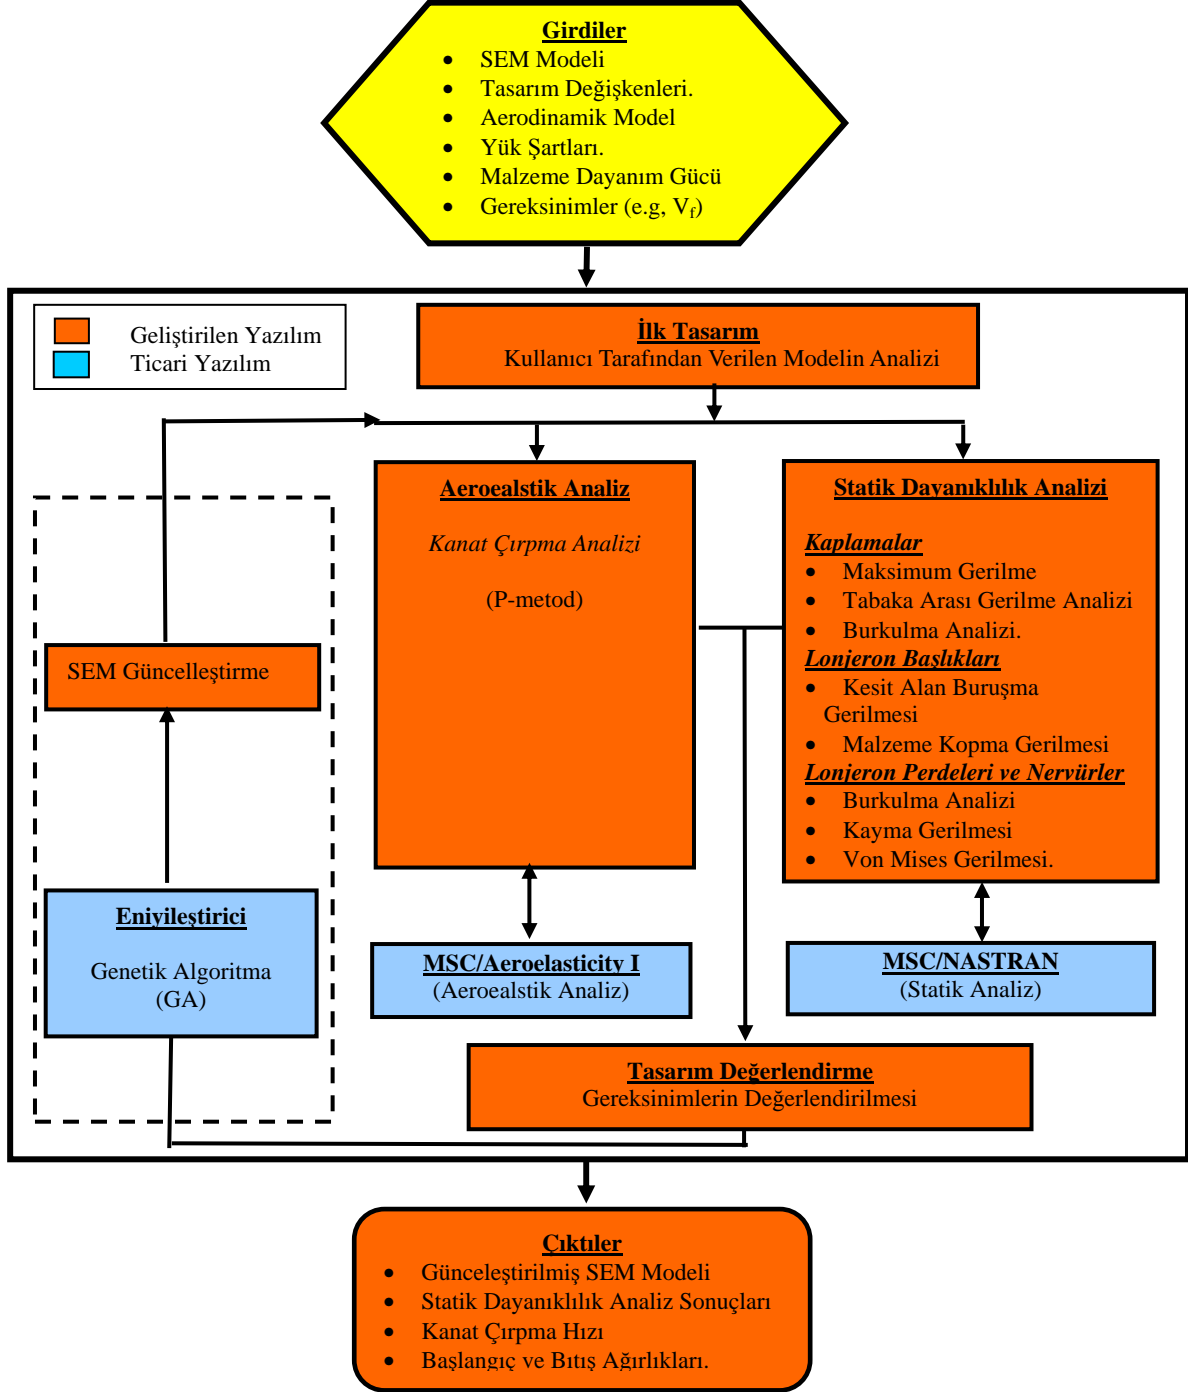 Girdiler
• SEM Modeli
• Tasarım Değişkenleri.
• Aerodinamik Model
• Yük Şartları.
• Malzeme Dayanım Gücü
• Gereksinimler (e.g, Vf)
Geliştirilen Yazılım
Ticari Yazılım
İlk Tasarım
Kullanıcı Tarafından Verilen Modelin Analizi
Aeroealstik Analiz
Kanat Çırpma Analizi
(P-metod)
Statik Dayanıklılık Analizi
Kaplamalar
• Maksimum Gerilme
• Tabaka Arası Gerilme Analizi
• Burkulma Analizi.
Lonjeron Başlıkları
• Kesit Alan Buruşma
Gerilmesi
• Malzeme Kopma Gerilmesi
Lonjeron Perdeleri ve Nervürler
• Burkulma Analizi
• Kayma Gerilmesi
• Von Mises Gerilmesi.
SEM Güncelleştirme
Eniyileştirici
Genetik Algoritma
(GA)
MSC/Aeroelasticity I
(Aeroealstik Analiz)
MSC/NASTRAN
(Statik Analiz)
Tasarım Değerlendirme
Gereksinimlerin Değerlendirilmesi
Çıktıler
• Günceleştirilmiş SEM Modeli
• Statik Dayanıklılık Analiz Sonuçları
• Kanat Çırpma Hızı
• Başlangıç ve Bıtış Ağırlıkları.